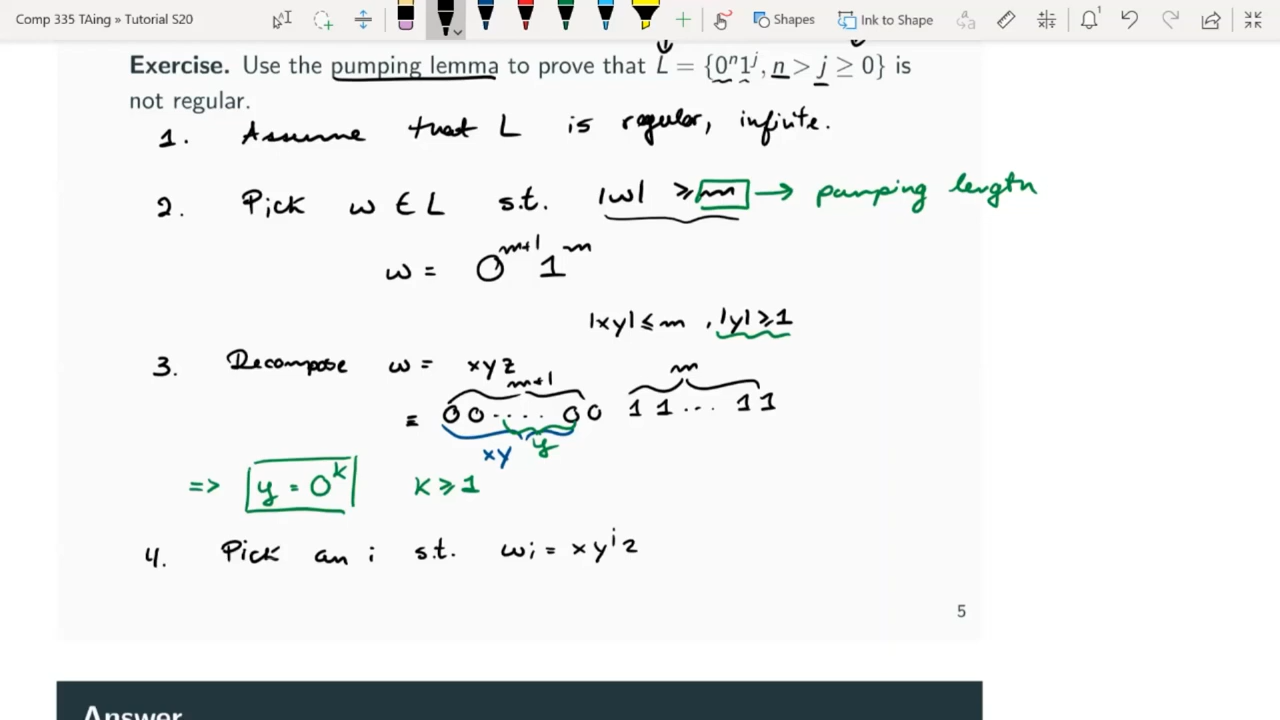 Comp 335 TAing » Tutorial S20
Shapes
Ink to Shape
Exercise. Use the pumping lemma to prove that L = {0ⁿ1ʲ, n > j ≥ 0} is
not regular.
1. Assume that L is regular, infinite.
2. Pick w ∈ L s.t. |w| ≥ m → pumping length
w = 0^{m+1} 1^m
|xy| ≤ m , |y| ≥ 1
3. Decompose w = xyz
m+1 m
= 00....00 11...11
xy y
=> y = 0^k K ≥ 1
4. Pick an i s.t. wi = xyⁱz
5
Answer